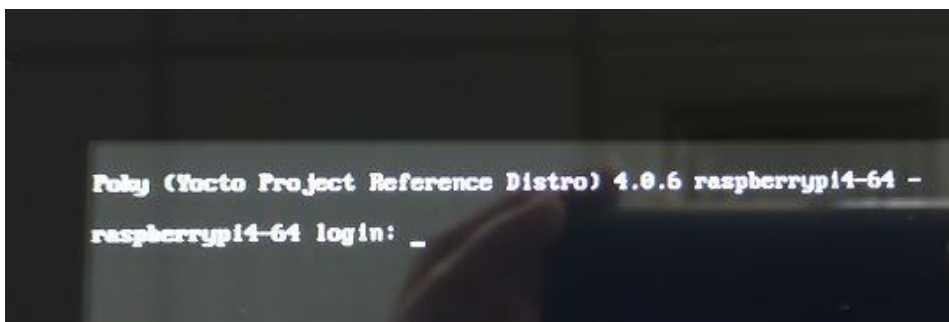 Poky (Yocto Project Reference Distro) 4.0.6 raspberrypi4-64 -
raspberrypi4-64 login: _